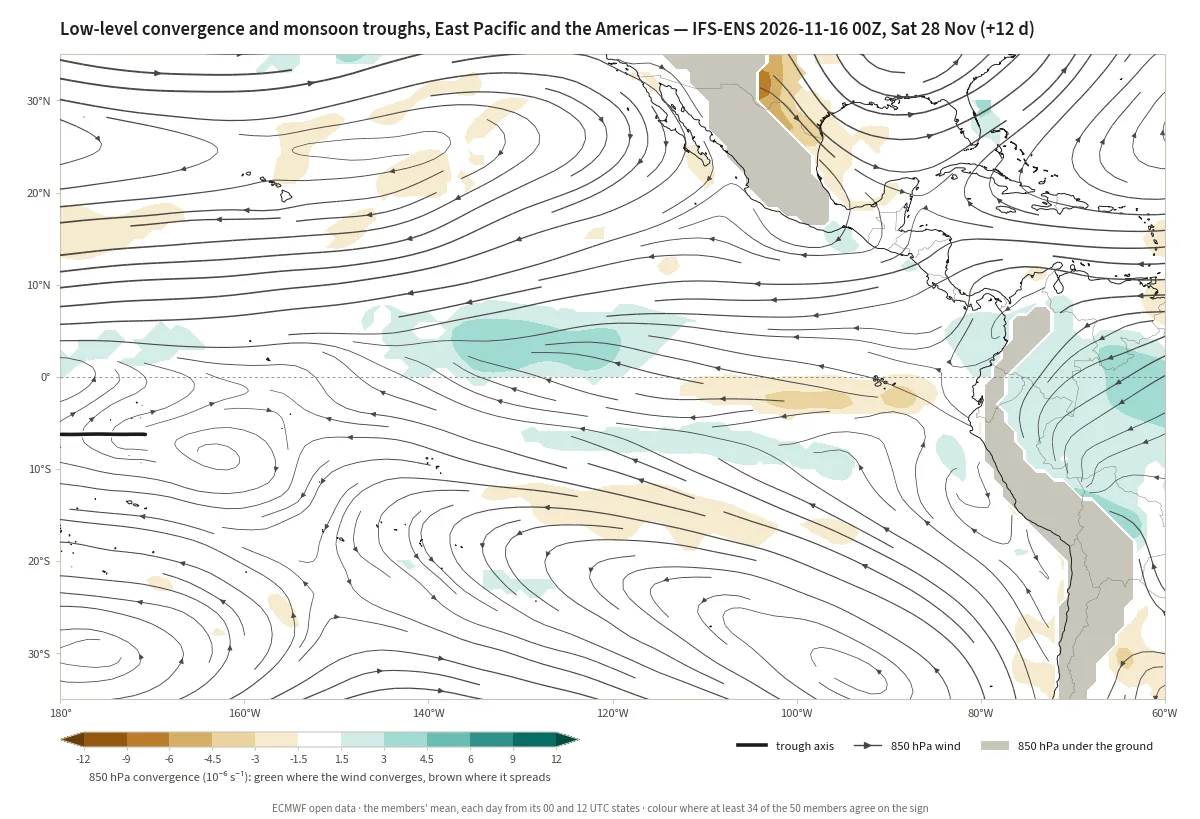 Low-level convergence and monsoon troughs, East Pacific and the Americas — IFS-ENS 2026-11-16 00Z, Sat 28 Nov (+12 d)
30°N
20°N
10°N
0°
10°S
20°S
30°S
180° 160°W 140°W 120°W 100°W 80°W 60°W
-12 -9 -6 -4.5 -3 -1.5 1.5 3 4.5 6 9 12
850 hPa convergence (10⁻⁶ s⁻¹): green where the wind converges, brown where it spreads
trough axis 850 hPa wind 850 hPa under the ground
ECMWF open data · the members' mean, each day from its 00 and 12 UTC states · colour where at least 34 of the 50 members agree on the sign